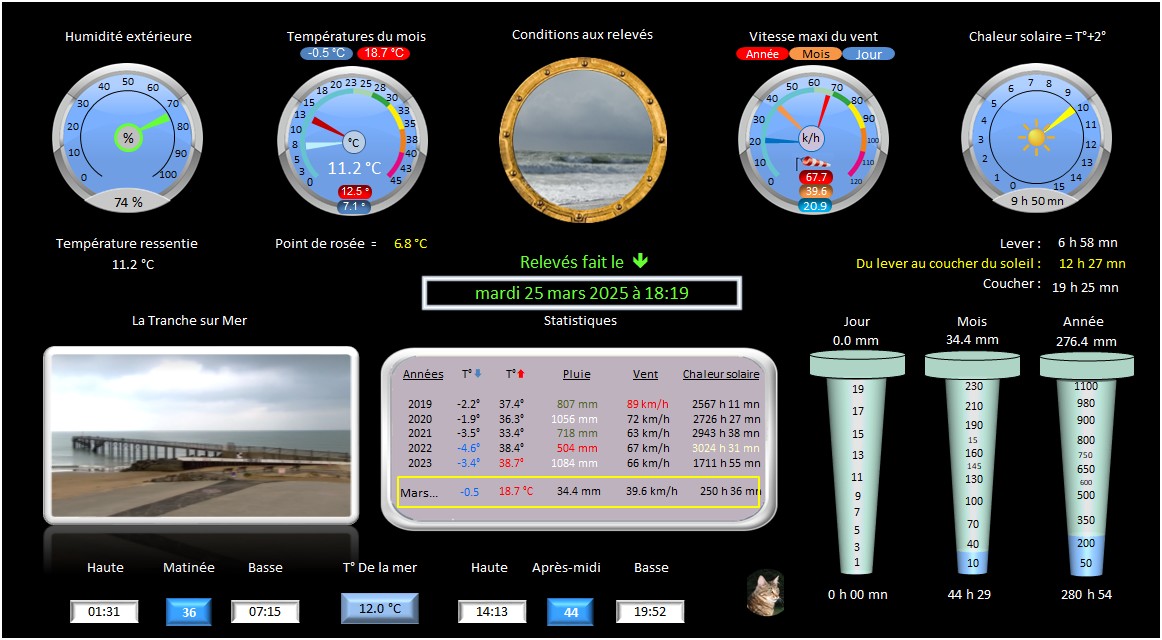 Humidité extérieure
Températures du mois
Conditions aux relevés
Vitesse maxi du vent
Chaleur solaire = T°+2°
-0.5 °C 18.7 °C
Année Mois Jour
0 10 20 30 40 50 60 70 80 90 100
%
74 %
0 3 5 8 10 13 15 18 20 23 25 28 30 33 35 38 40 43 45
°C
11.2 °C
12.5 °
7.1 °
0 10 20 30 40 50 60 70 80 90 100 110 120
k/h
67.7
39.6
20.9
0 1 2 3 4 5 6 7 8 9 10 11 12 13 14 15
9 h 50 mn
Température ressentie
11.2 °C
Point de rosée = 6.8 °C
Lever : 6 h 58 mn
Du lever au coucher du soleil : 12 h 27 mn
Coucher : 19 h 25 mn
Relevés fait le
mardi 25 mars 2025 à 18:19
La Tranche sur Mer
Statistiques
Années T° T° Pluie Vent Chaleur solaire
2019 -2.2° 37.4° 807 mm 89 km/h 2567 h 11 mn
2020 -1.9° 36.3° 1056 mm 72 km/h 2726 h 27 mn
2021 -3.5° 33.4° 718 mm 63 km/h 2943 h 38 mn
2022 -4.6° 38.4° 504 mm 67 km/h 3024 h 31 mn
2023 -3.4° 38.7° 1084 mm 66 km/h 1711 h 55 mn
Mars... -0.5 18.7 °C 34.4 mm 39.6 km/h 250 h 36 mn
Jour
0.0 mm
19
17
15
13
11
9
7
5
3
1
0 h 00 mn
Mois
34.4 mm
230
210
190
15
160
145
130
100
70
40
10
44 h 29
Année
276.4 mm
1100
980
900
800
750
650
600
500
350
200
50
280 h 54
Haute Matinée Basse
01:31 36 07:15
T° De la mer
12.0 °C
Haute Après-midi Basse
14:13 44 19:52